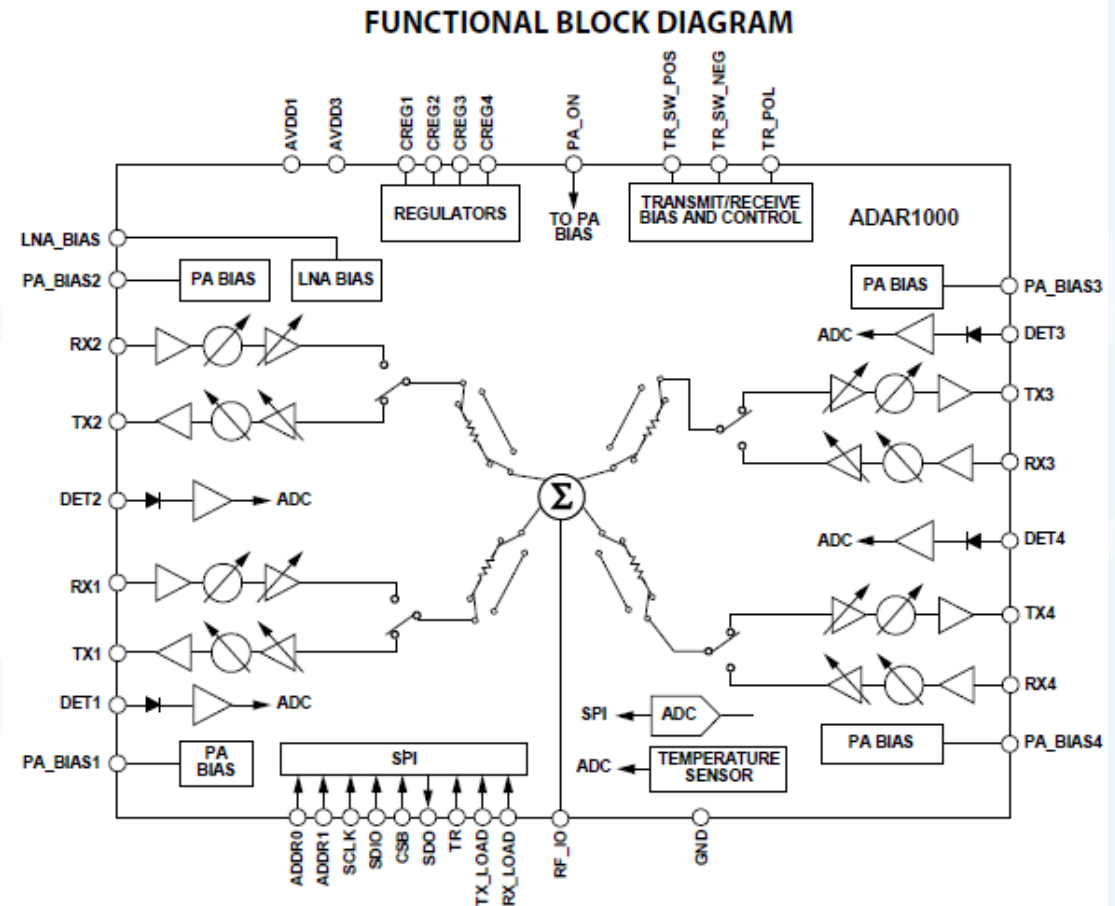 FUNCTIONAL BLOCK DIAGRAM
AVDD1
AVDD3
CREG1
CREG2
CREG3
CREG4
PA_ON
TR_SW_POS
TR_SW_NEG
TR_POL
REGULATORS
TO PA
BIAS
TRANSMIT/RECEIVE
BIAS AND CONTROL
ADAR1000
LNA_BIAS
PA_BIAS2
PA BIAS
LNA BIAS
PA BIAS
PA_BIAS3
RX2
ADC
DET3
TX2
TX3
RX3
DET2
ADC
Σ
ADC
DET4
RX1
TX4
TX1
RX4
DET1
ADC
SPI
ADC
PA_BIAS1
PA
BIAS
SPI
ADC
TEMPERATURE
SENSOR
PA BIAS
PA_BIAS4
ADDR0
ADDR1
SCLK
SDIO
CSB
SDO
TR
TX_LOAD
RX_LOAD
RF_IO
GND